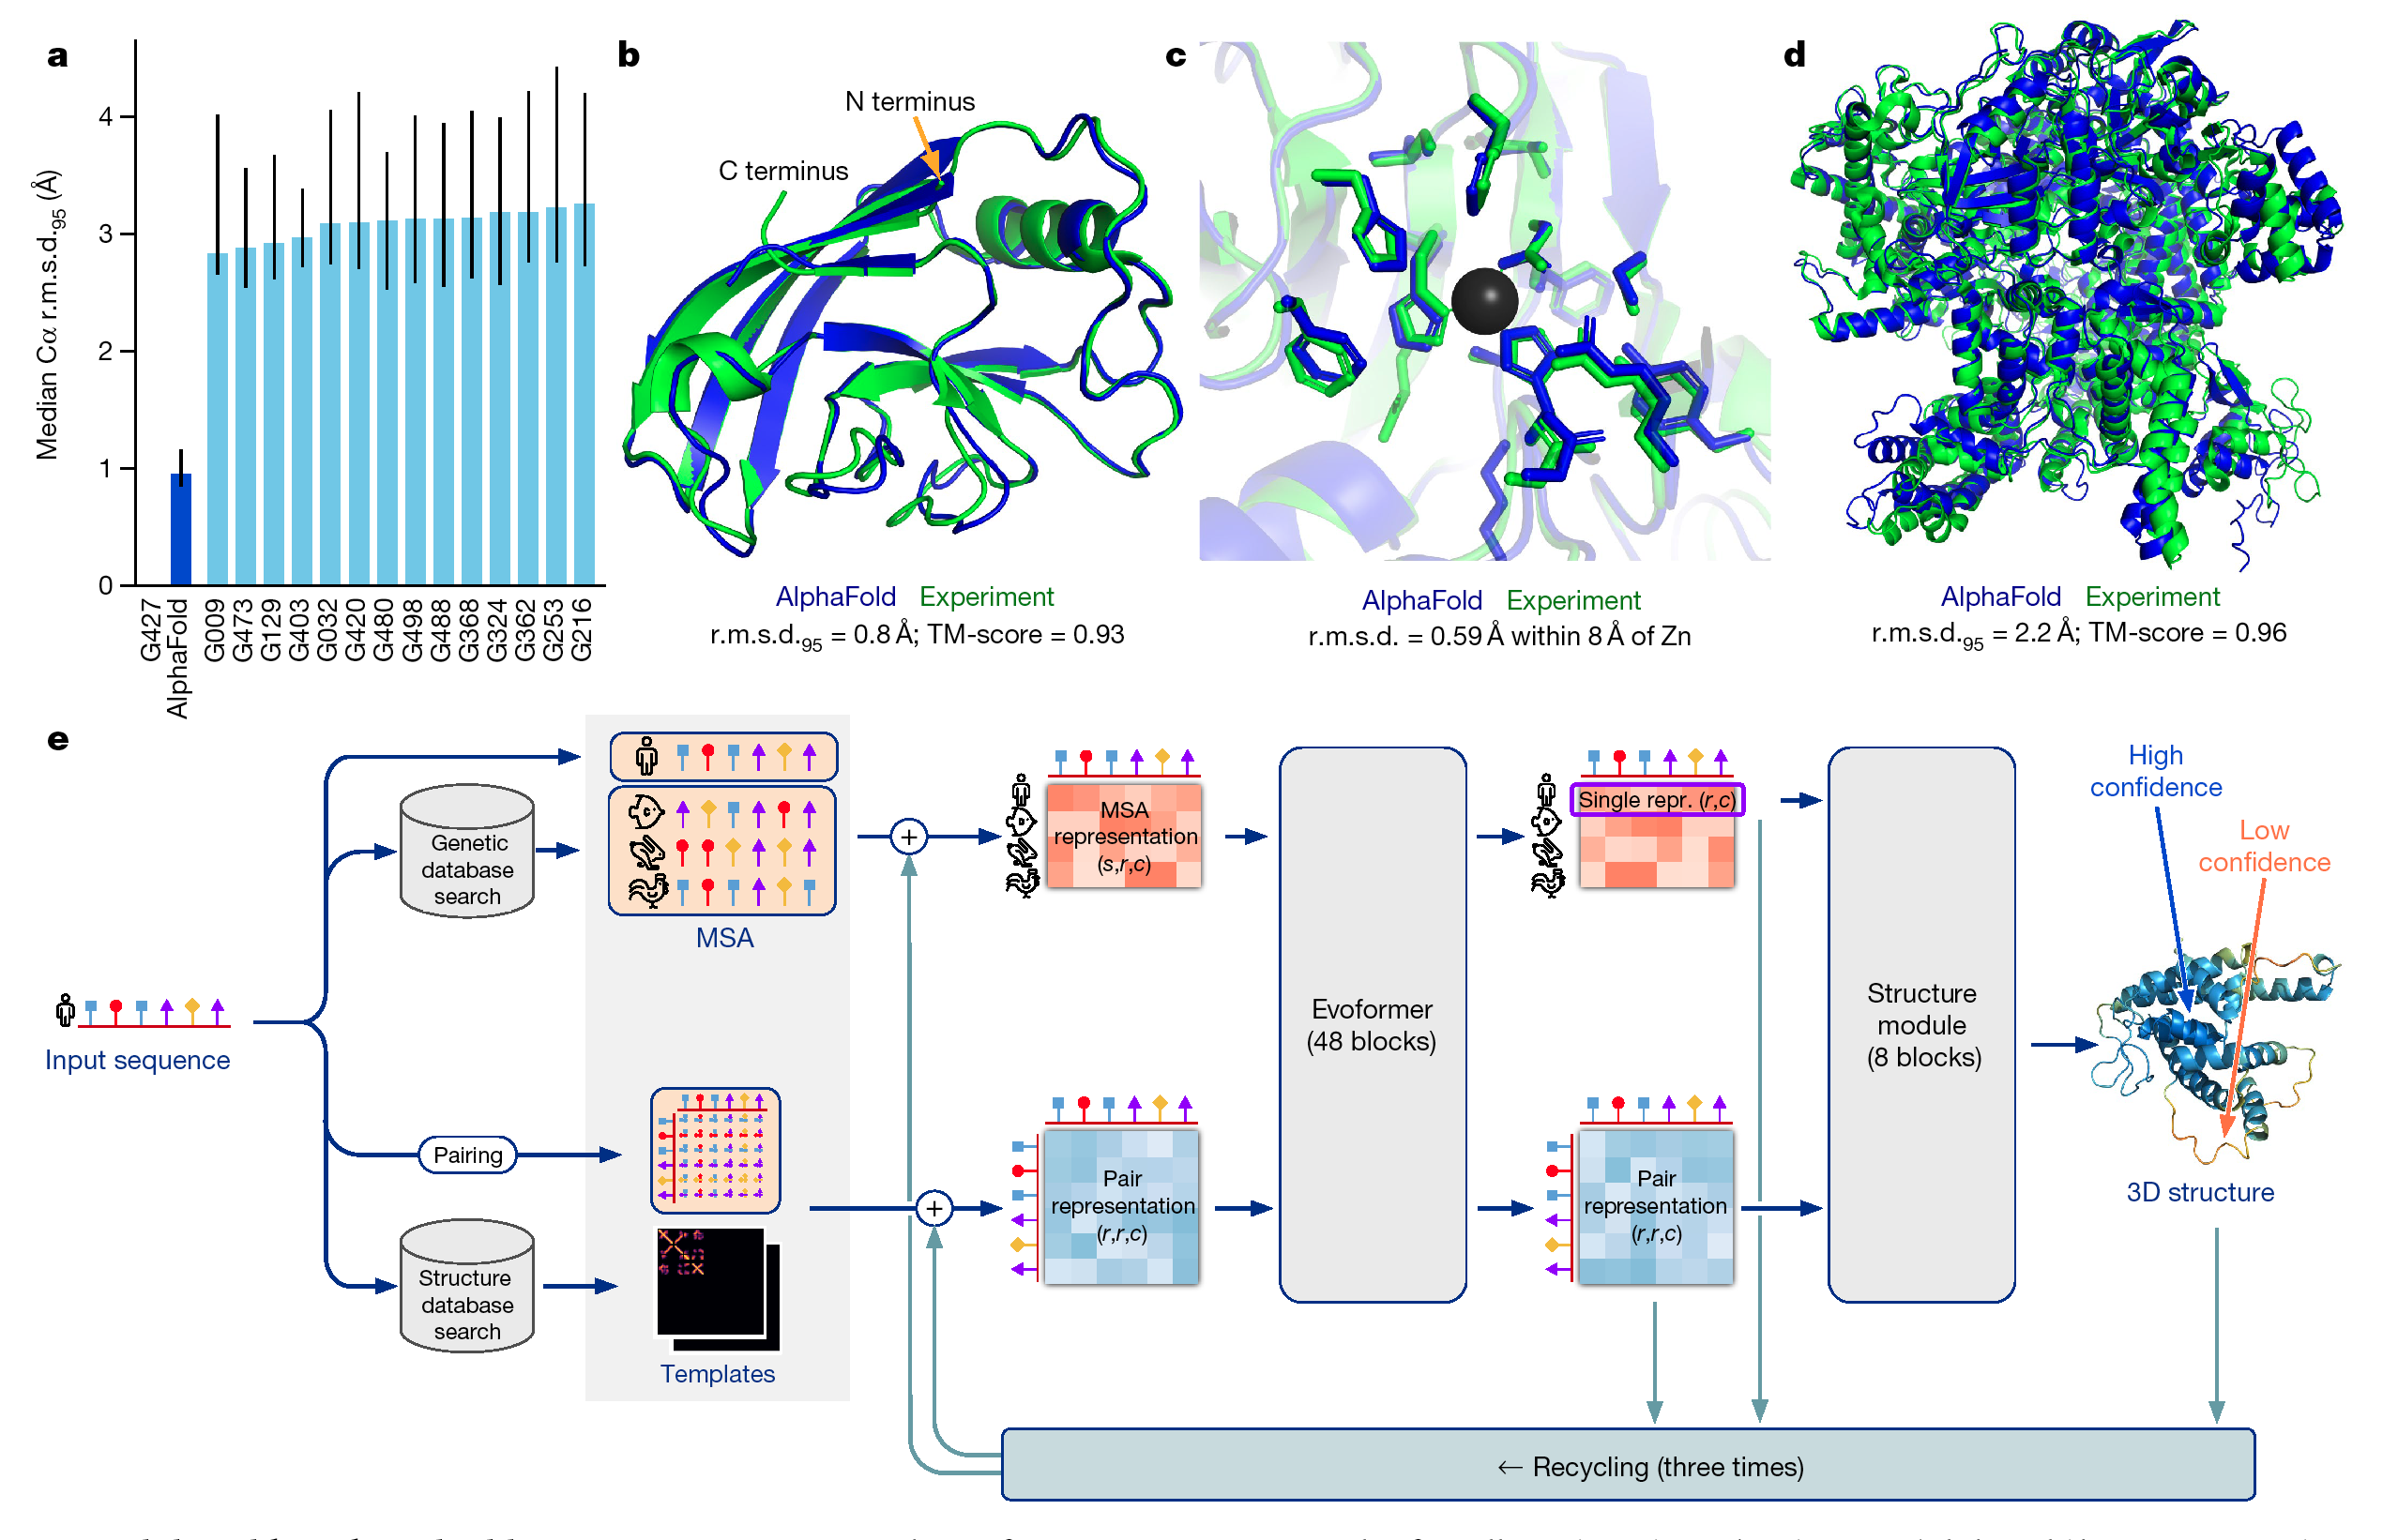 a
Median Cα r.m.s.d.95 (Å)
4
3
2
1
0
G427
AlphaFold
G009
G473
G129
G403
G032
G420
G480
G498
G488
G368
G324
G362
G253
G216
b
N terminus
C terminus
AlphaFold Experiment
r.m.s.d.95 = 0.8 Å; TM-score = 0.93
c
AlphaFold Experiment
r.m.s.d. = 0.59 Å within 8 Å of Zn
d
AlphaFold Experiment
r.m.s.d.95 = 2.2 Å; TM-score = 0.96
e
Input sequence
Genetic
database
search
MSA
Pairing
Structure
database
search
Templates
+
+
MSA
representation
(s,r,c)
Pair
representation
(r,r,c)
Evoformer
(48 blocks)
Single repr. (r,c)
Pair
representation
(r,r,c)
Structure
module
(8 blocks)
High
confidence
Low
confidence
3D structure
← Recycling (three times)